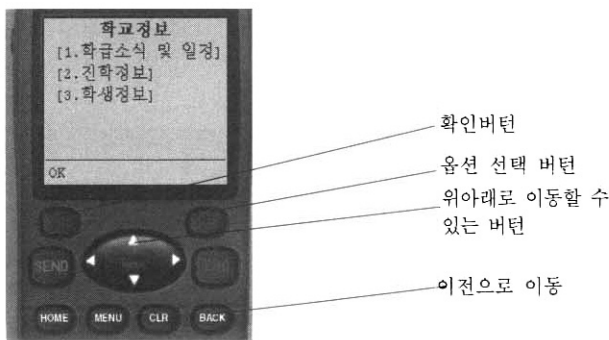 학교정보
[1.학급소식 및 일정]
[2.진학정보]
[3.학생정보]
OK
확인버턴
옵션 선택 버턴
위아래로 이동할 수
있는 버턴
SEND
이전으로 이동
HOME MENU CLR BACK